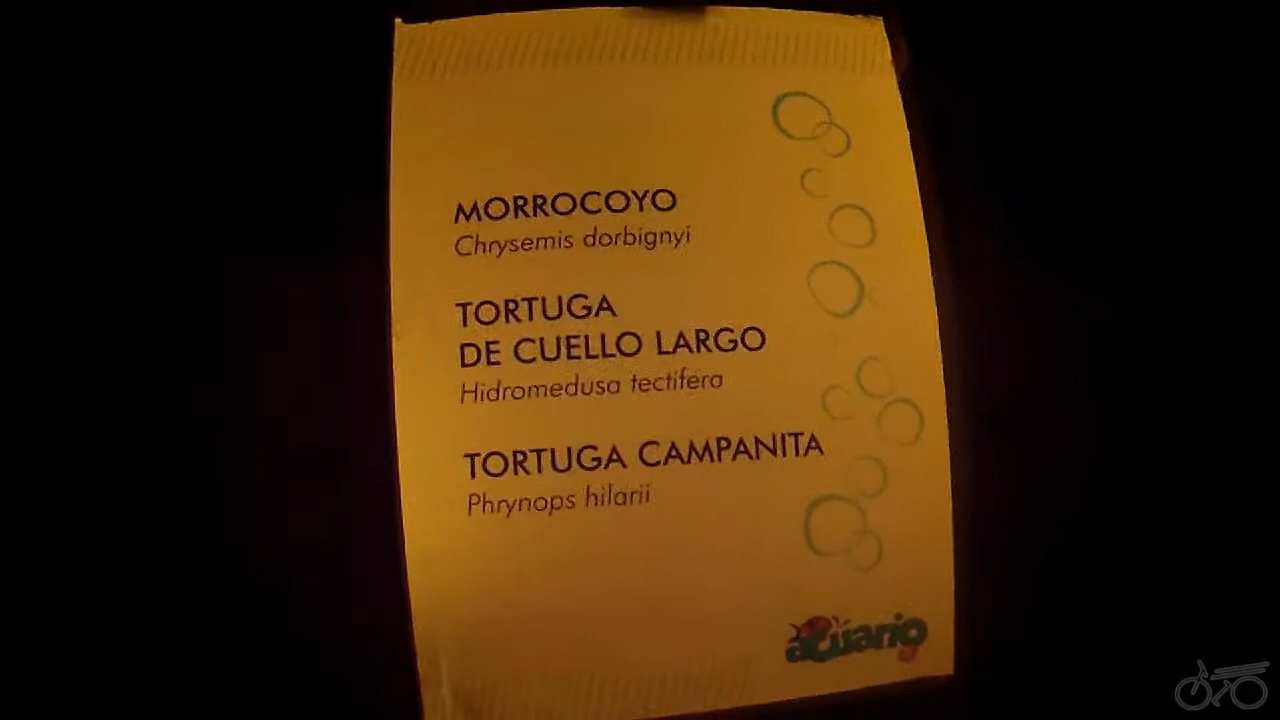 MORROCOYO
Chrysemis dorbignyi
TORTUGA
DE CUELLO LARGO
Hidromedusa tectifera
TORTUGA CAMPANITA
Phrynops hilarii
acuario